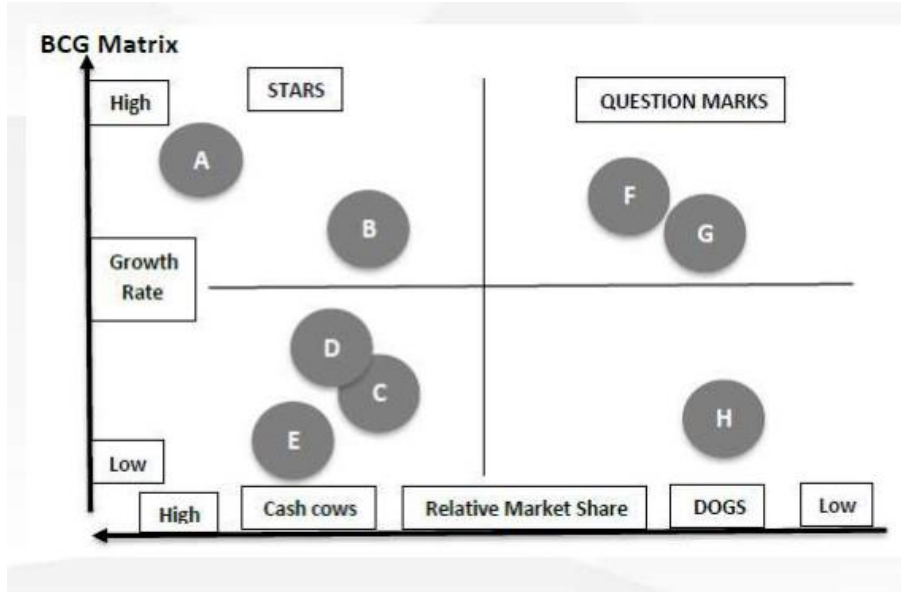 BCG Matrix
STARS
High
QUESTION MARKS
A
F
B
G
Growth
Rate
D
C
H
E
Low
High
Cash cows
Relative Market Share
DOGS
Low